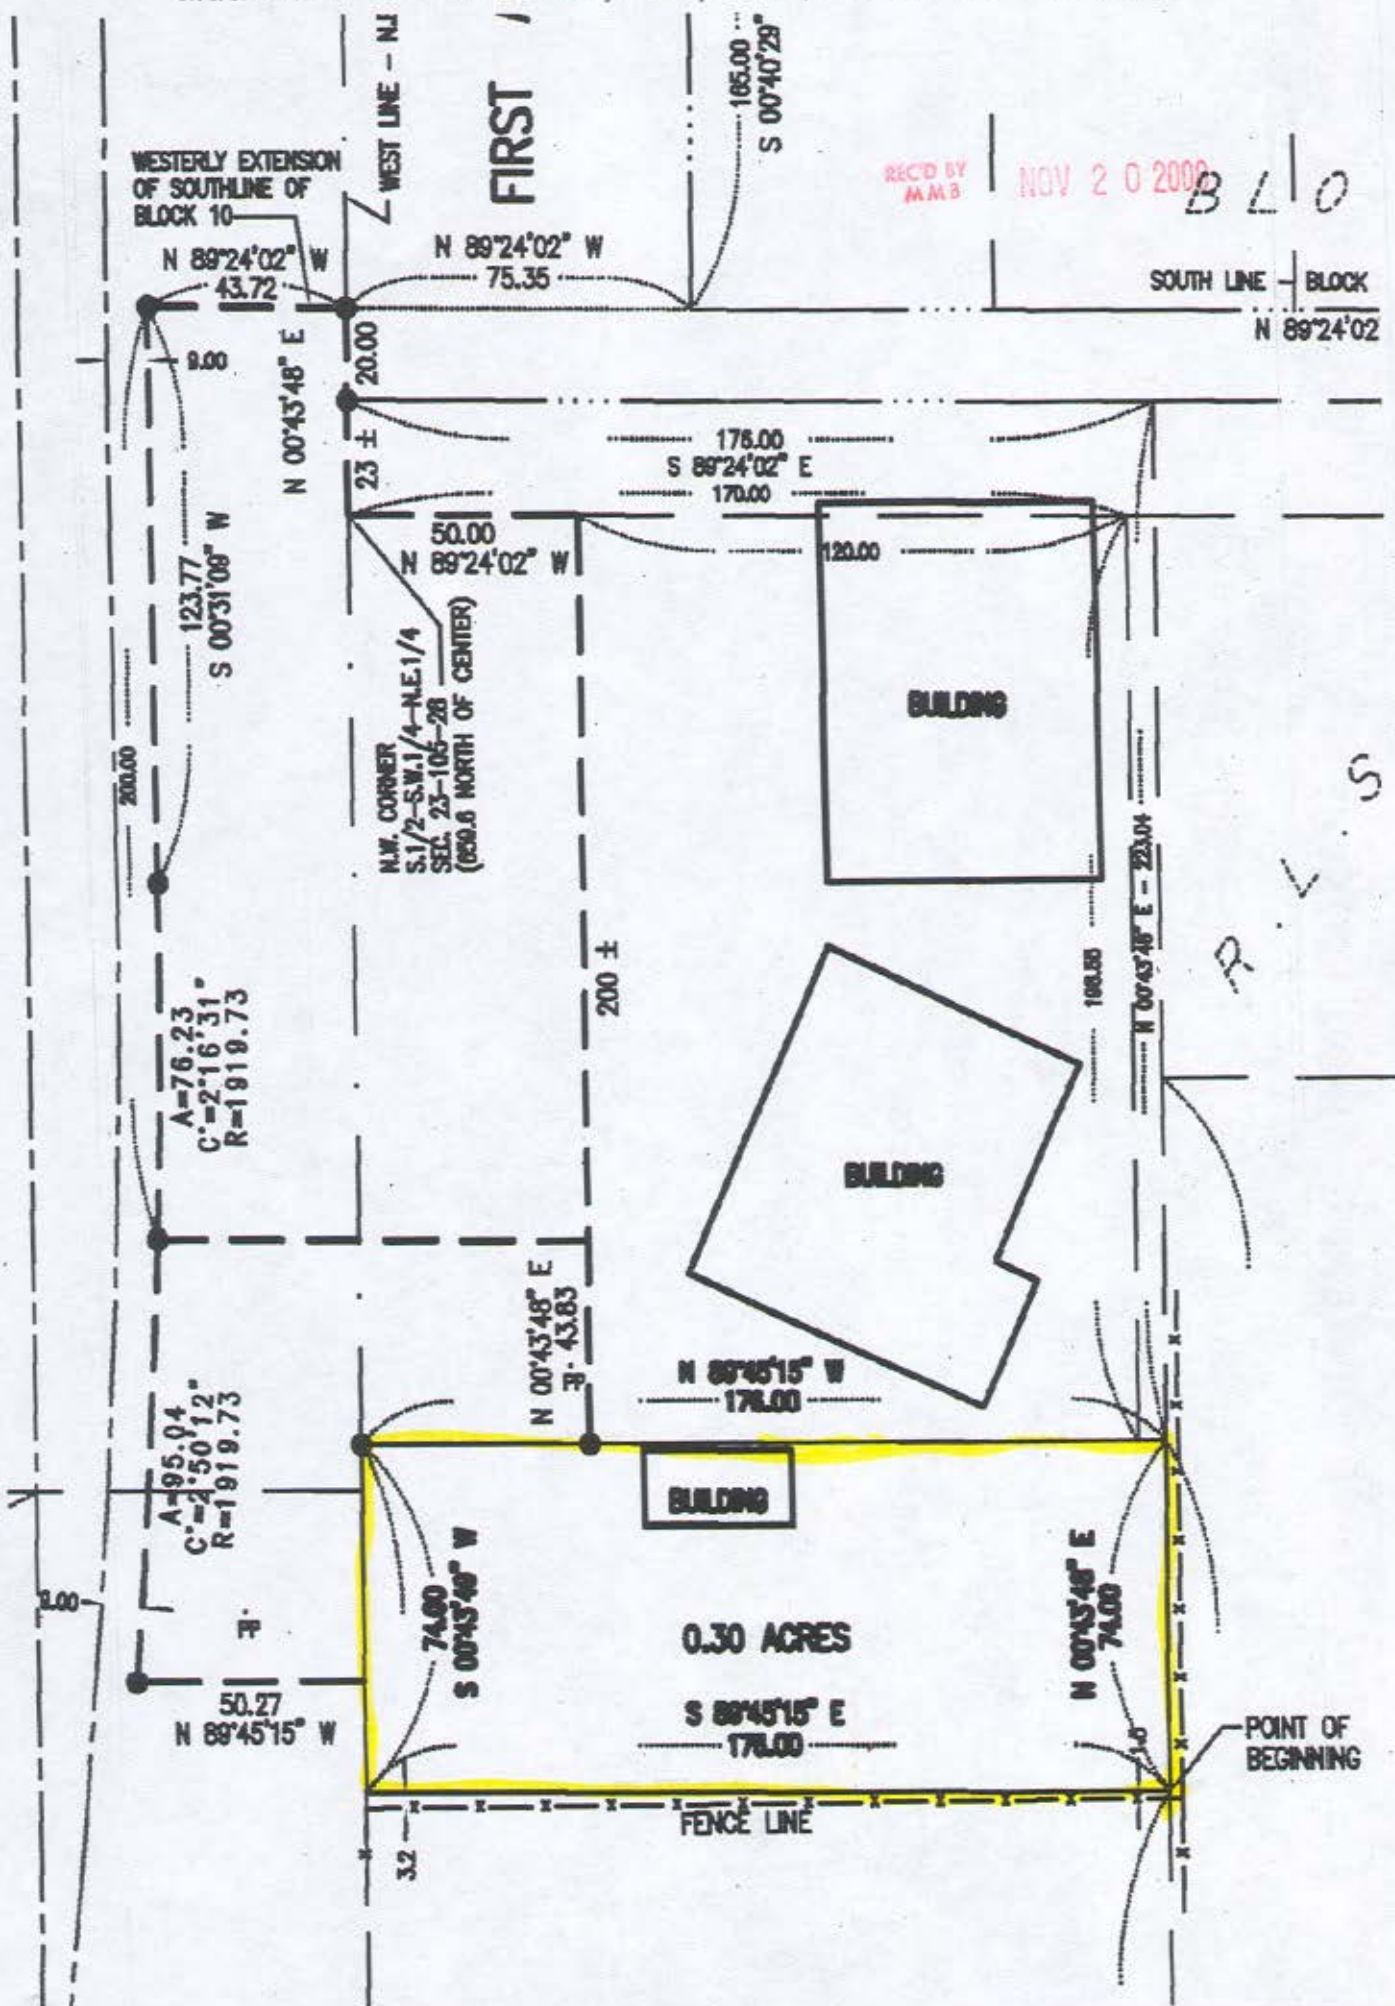 WEST LINE – N.
FIRST
165.00
S 00°40'29"
WESTERLY EXTENSION
OF SOUTHLINE OF
BLOCK 10
REC'D BY
MMB
NOV 20 200
BLO
N 89°24'02" W
43.72
N 89°24'02" W
75.35
SOUTH LINE – BLOCK
N 89°24'02
9.00
N 00°43'48" E
20.00
23 ±
176.00
S 89°24'02" E
170.00
50.00
N 89°24'02" W
120.00
123.77
S 00°31'09" W
200.00
N.W. CORNER
S.1/2–S.W.1/4–N.E.1/4
SEC. 23–105–28
(659.6 NORTH OF CENTER)
BUILDING
R.V.S
200 ±
N 00°43'48" E – 223.04
A=76.23
C*=2°16'31"
R=1919.73
BUILDING
N 00°43'48" E
43.83
N 89°45'15" W
176.00
A=95.04
C*=2°50'12"
R=1919.73
BUILDING
74.00
S 00°43'48" W
0.30 ACRES
N 00°43'48" E
74.00
50.27
N 89°45'15" W
S 89°45'15" E
176.00
POINT OF
BEGINNING
FENCE LINE
3.2